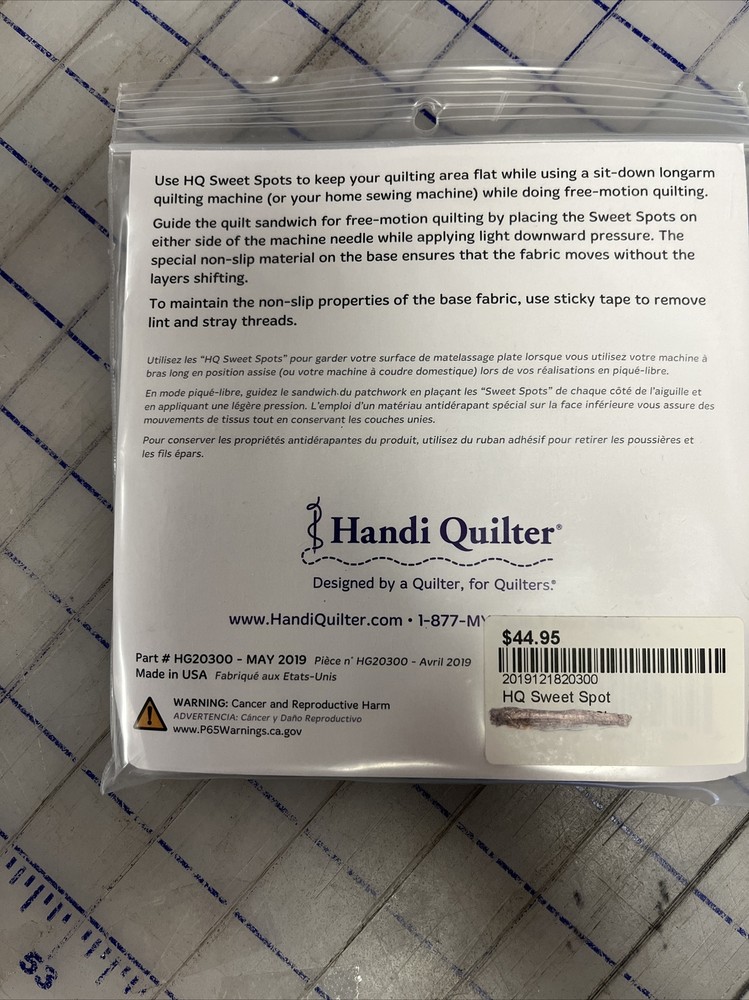 Use HQ Sweet Spots to keep your quilting area flat while using a sit-down longarm
quilting machine (or your home sewing machine) while doing free-motion quilting.
Guide the quilt sandwich for free-motion quilting by placing the Sweet Spots on
either side of the machine needle while applying light downward pressure. The
special non-slip material on the base ensures that the fabric moves without the
layers shifting.
To maintain the non-slip properties of the base fabric, use sticky tape to remove
lint and stray threads.
Utilisez les “HQ Sweet Spots” pour garder votre surface de matelassage plate lorsque vous utilisez votre machine à
bras long en position assise (ou votre machine à coudre domestique) lors de vos réalisations en piqué-libre.
En mode piqué-libre, guidez le sandwich du patchwork en plaçant les “Sweet Spots” de chaque côté de l'aiguille et
en appliquant une légère pression. L'emploi d'un matériau antidérapant spécial sur la face inférieure vous assure des
mouvements de tissus tout en conservant les couches unies.
Pour conserver les propriétés antidérapantes du produit, utilisez du ruban adhésif pour retirer les poussières et
les fils épars.
Handi Quilter®
Designed by a Quilter, for Quilters.®
www.HandiQuilter.com • 1-877-MY
Part # HG20300 - MAY 2019 Pièce n° HG20300 - Avril 2019
Made in USA Fabriqué aux Etats-Unis
WARNING: Cancer and Reproductive Harm
ADVERTENCIA: Cáncer y Daño Reproductivo
www.P65Warnings.ca.gov
$44.95
2019121820300
HQ Sweet Spot
53